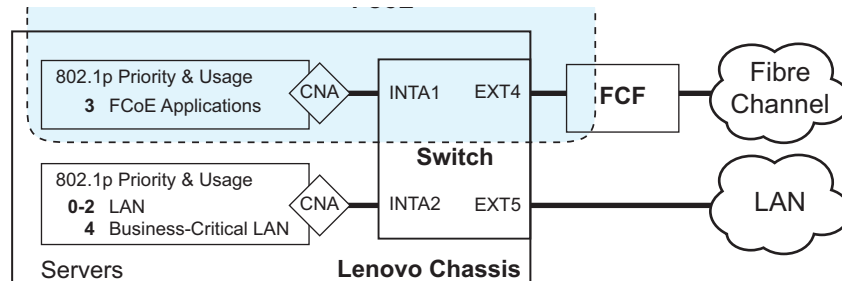 802.1p Priority & Usage
3 FCoE Applications
CNA
INTA1
EXT4
FCF
Fibre
Channel
Switch
802.1p Priority & Usage
0-2 LAN
4 Business-Critical LAN
CNA
INTA2
EXT5
LAN
Servers
Lenovo Chassis